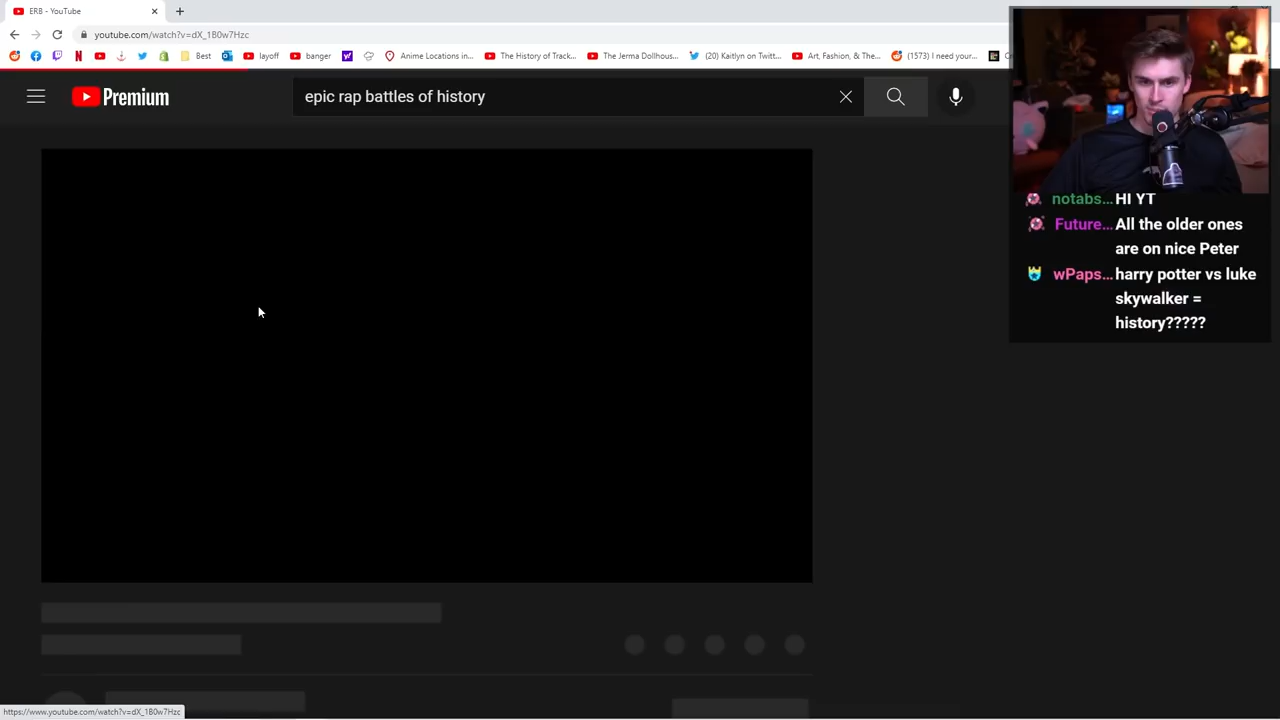 ERB - YouTube
youtube.com/watch?v=dX_1B0w7Hzc
Best
layoff
banger
Anime Locations in...
The History of Track...
The Jerma Dollhous...
(20) Kaitlyn on Twitt...
Art, Fashion, & The...
(1573) I need your...
Premium
epic rap battles of history
notabs... HI YT
Future... All the older ones
are on nice Peter
wPaps... harry potter vs luke
skywalker =
history?????
https://www.youtube.com/watch?v=dX_1B0w7Hzc